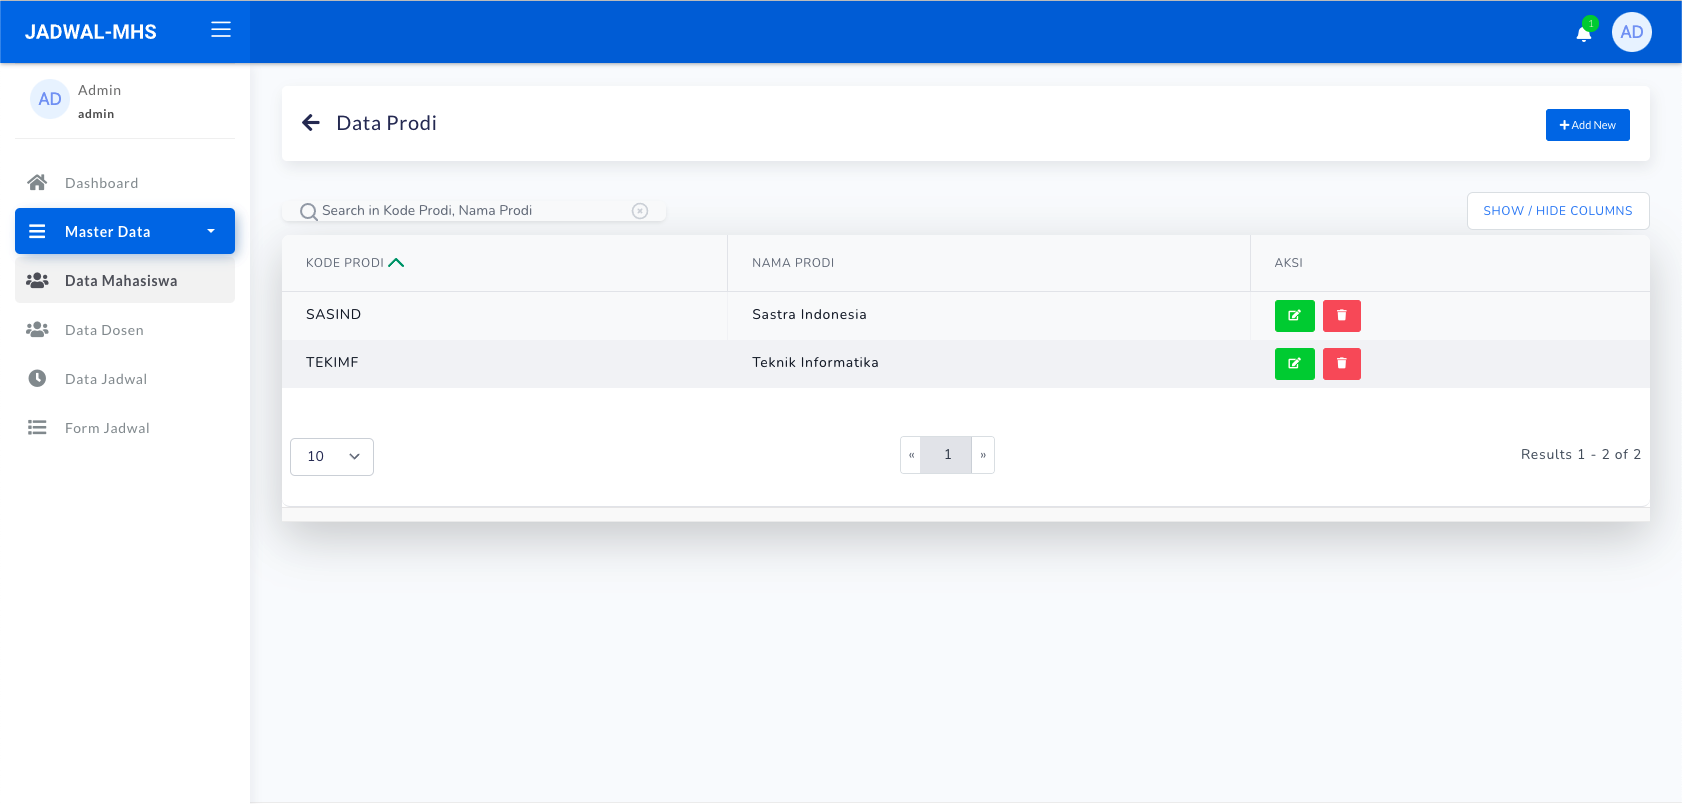 JADWAL-MHS
1
AD
AD
Admin
admin
Dashboard
Master Data
Data Mahasiswa
Data Dosen
Data Jadwal
Form Jadwal
Data Prodi
Add New
Search in Kode Prodi, Nama Prodi
SHOW / HIDE COLUMNS
KODE PRODI NAMA PRODI AKSI
SASIND Sastra Indonesia
TEKIMF Teknik Informatika
10 « 1 » Results 1 - 2 of 2